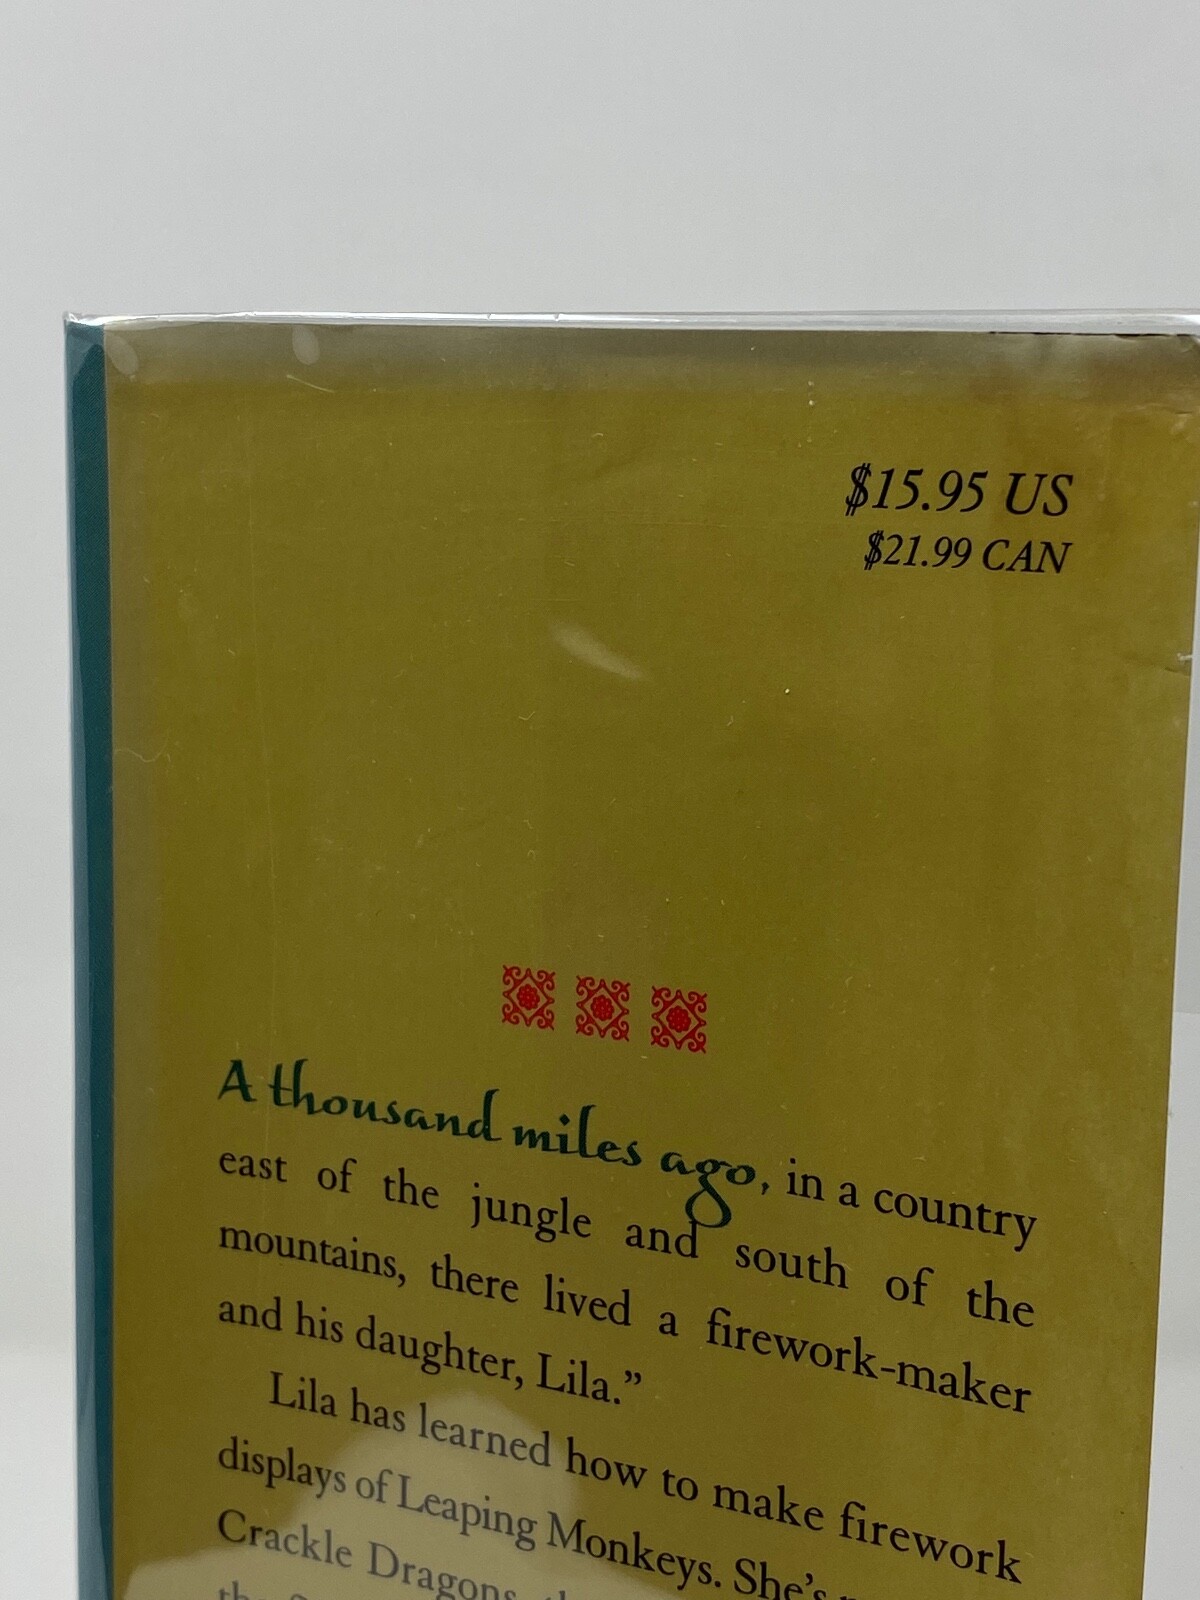 $15.95 US
$21.99 CAN
A thousand miles ago, in a country
east of the jungle and south of the
mountains, there lived a firework-maker
and his daughter, Lila.”
Lila has learned how to make firework
displays of Leaping Monkeys. She's
Crackle Dragons,
the